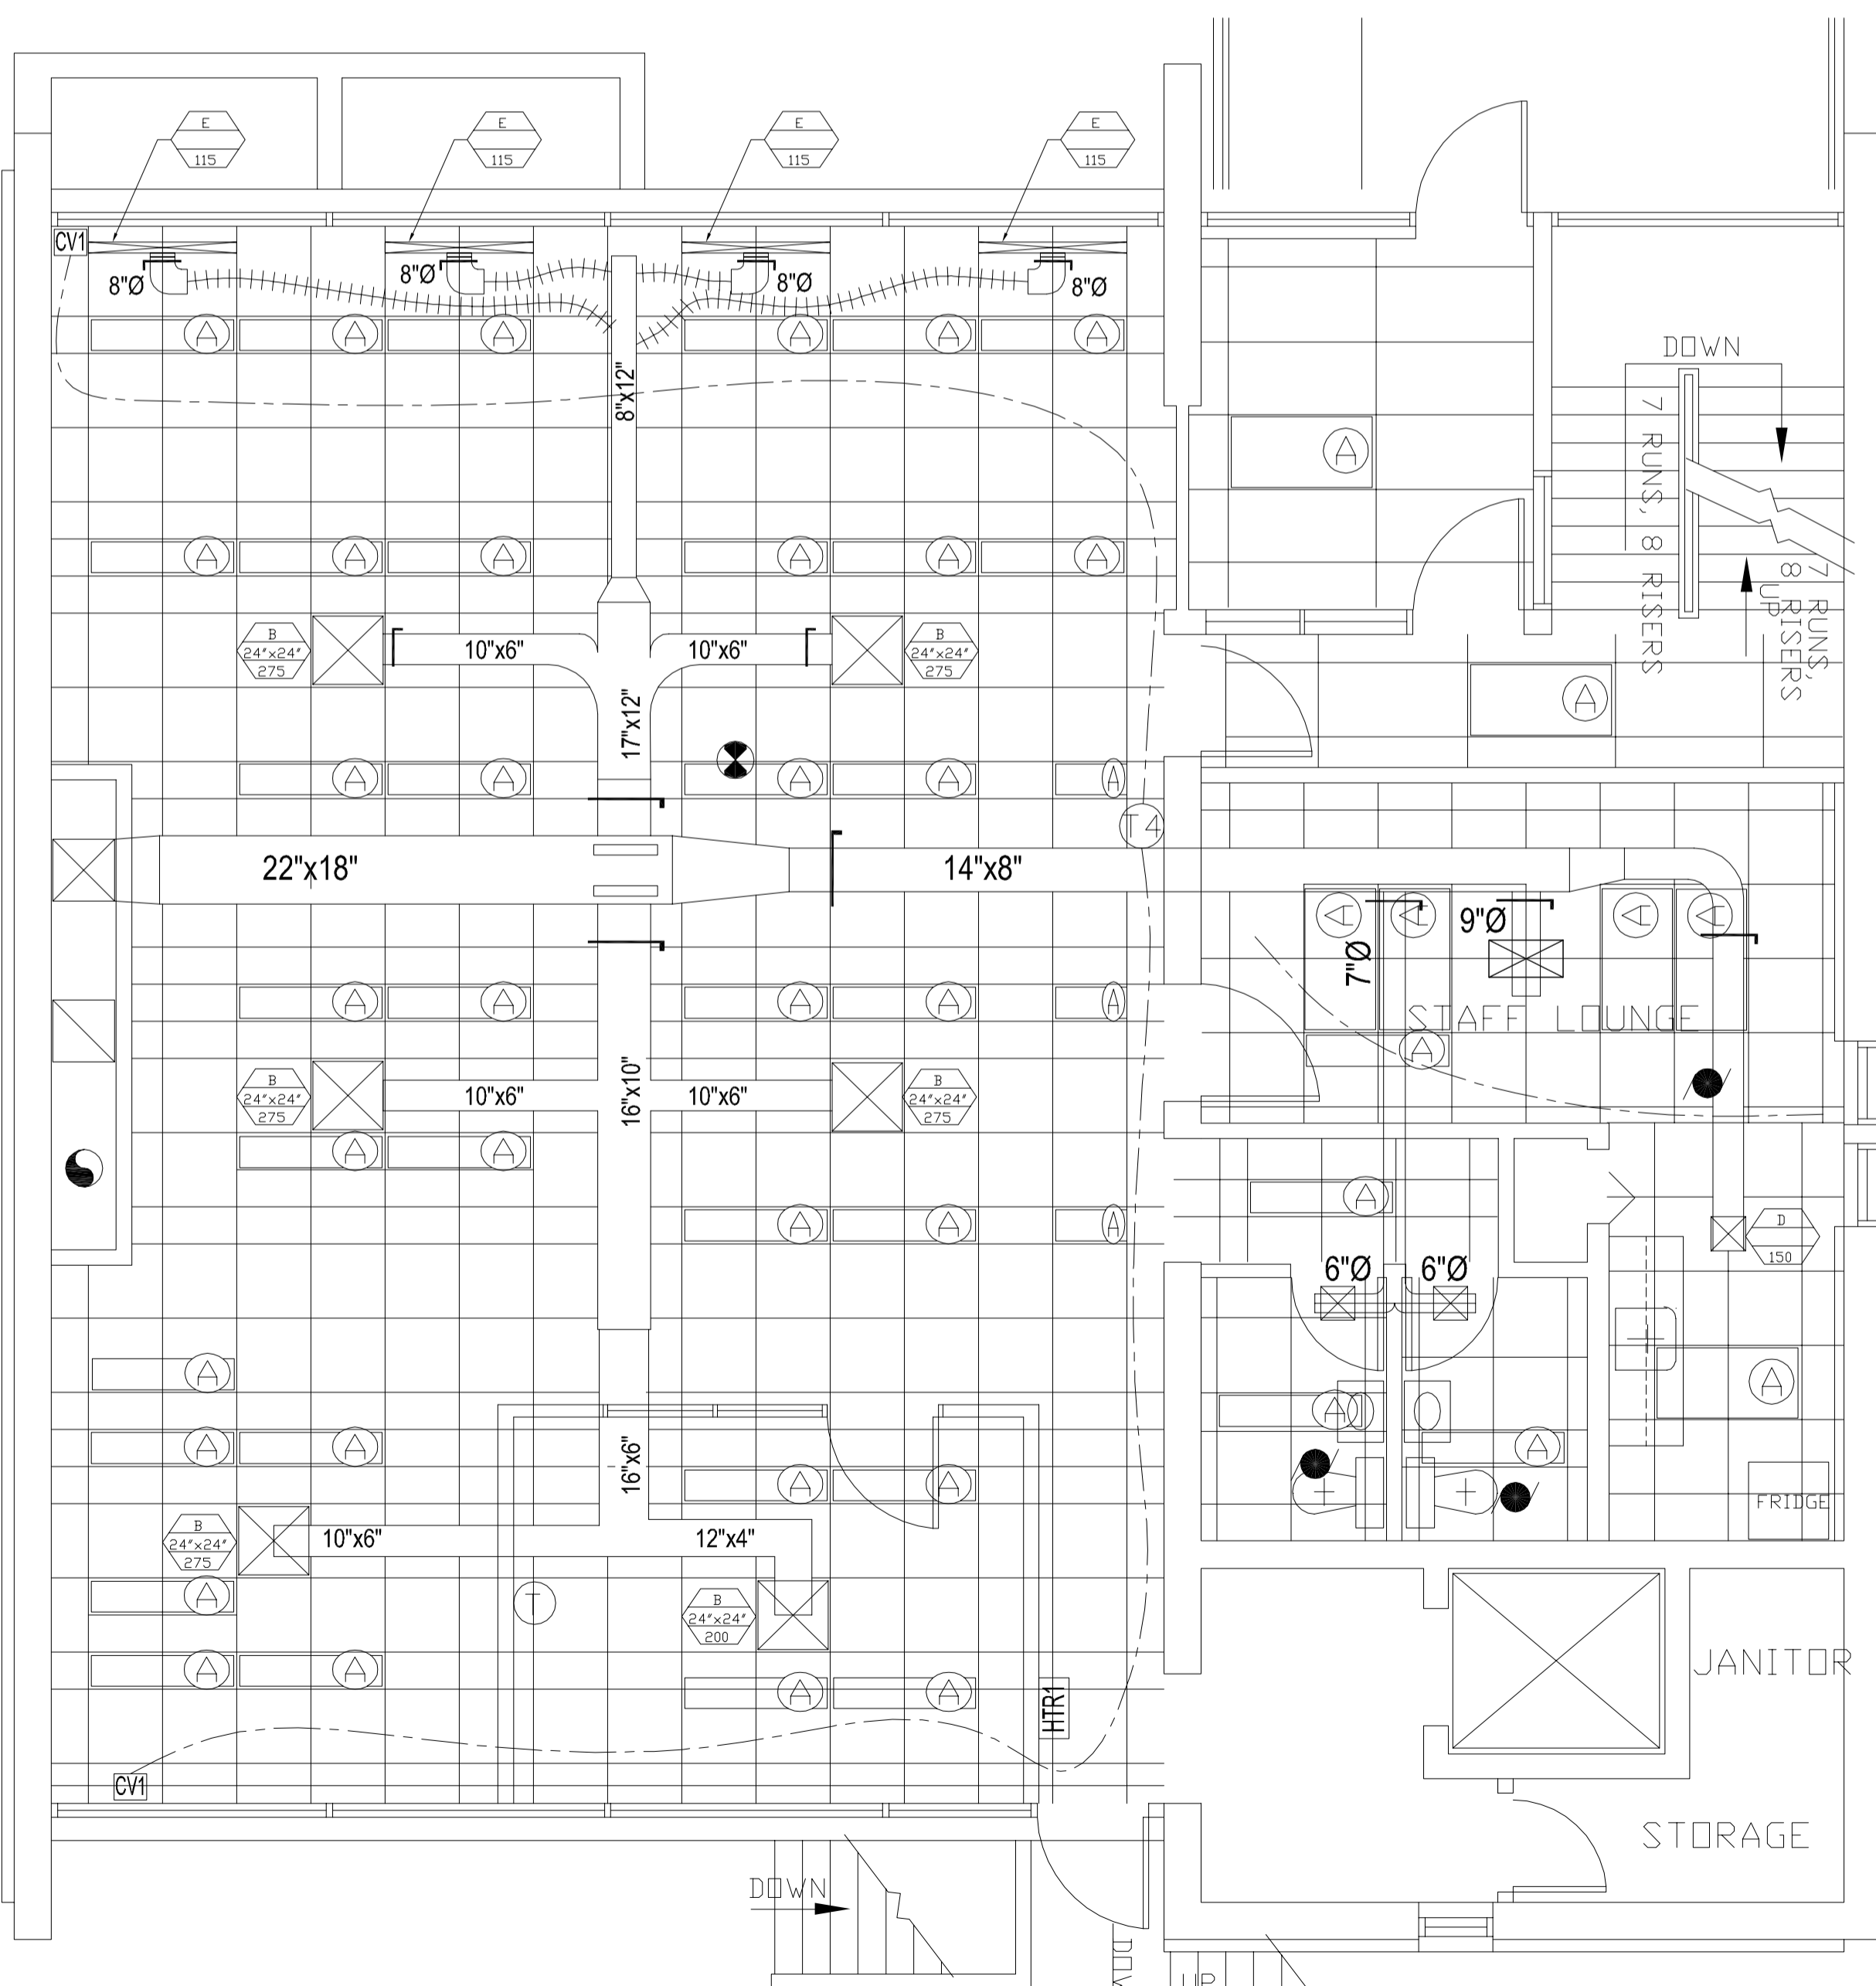 E
115
E
115
E
115
E
115
CV1
8"Ø
8"Ø
8"Ø
8"Ø
A
A
A
A
A
A
8"x12"
DOWN
7 RUNS, 8 RISERS
7 RUNS,
8 RISERS
UP
A
A
A
A
A
A
A
B
24"x24"
275
10"x6"
10"x6"
B
24"x24"
275
17"x12"
A
A
A
A
A
A
T4
22"x18"
14"x8"
A
A
A
A
9"Ø
7"Ø
STAFF LOUNGE
A
A
A
A
A
A
B
24"x24"
275
10"x6"
16"x10"
10"x6"
B
24"x24"
275
A
A
A
A
A
A
D
150
6"Ø
6"Ø
A
A
A
A
A
A
A
16"x6"
A
A
FRIDGE
B
24"x24"
275
10"x6"
12"x4"
T
A
B
24"x24"
200
A
A
A
A
HTR1
JANITOR
CV1
STORAGE
DOWN
UP